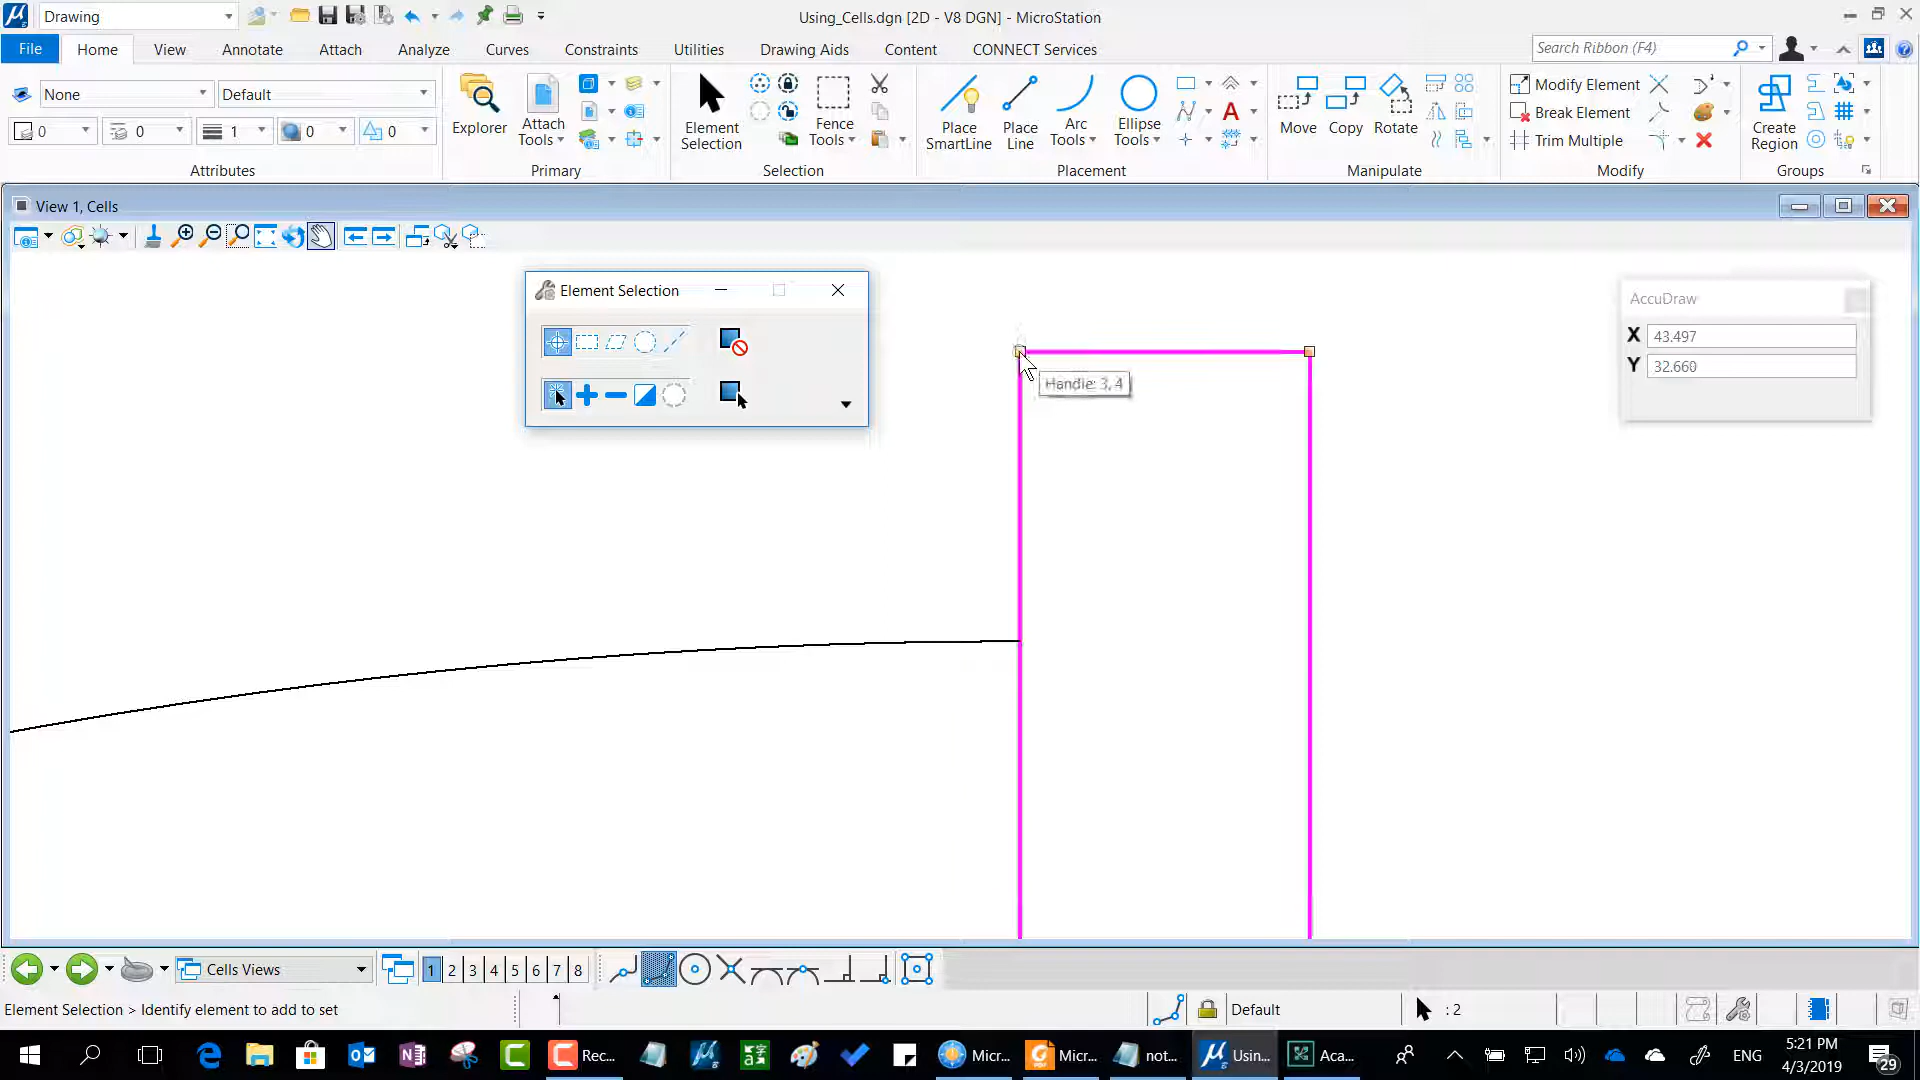 Drawing
Using_Cells.dgn [2D - V8 DGN] - MicroStation
File Home View Annotate Attach Analyze Curves Constraints Utilities Drawing Aids Content CONNECT Services
Search Ribbon (F4)
None
Default
0
0
1
0
0
Attributes
Explorer
Attach
Tools
Primary
Element
Selection
Fence
Tools
Selection
Place
SmartLine
Place
Line
Arc
Tools
Ellipse
Tools
Placement
Move
Copy
Rotate
Manipulate
Modify Element
Break Element
Trim Multiple
Modify
Create
Region
Groups
View 1, Cells
Element Selection
Handle: 3, 4
AccuDraw
X 43.497
Y 32.660
Cells Views
1 2 3 4 5 6 7 8
Element Selection > Identify element to add to set
Default
: 2
Rec...
Micr...
Micr...
not...
Usin...
Aca...
ENG
5:21 PM
4/3/2019
29